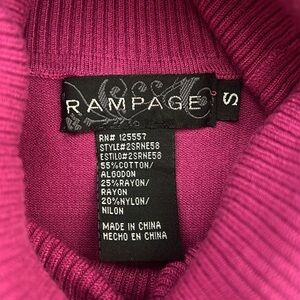 RAMPAGE
S
RN# 125557
STYLE#2SRNE58
ESTILO#2SRNE58
55%COTTON/
ALGODON
25%RAYON/
RAYON
20%NYLON/
NILON
MADE IN CHINA
HECHO EN CHINA